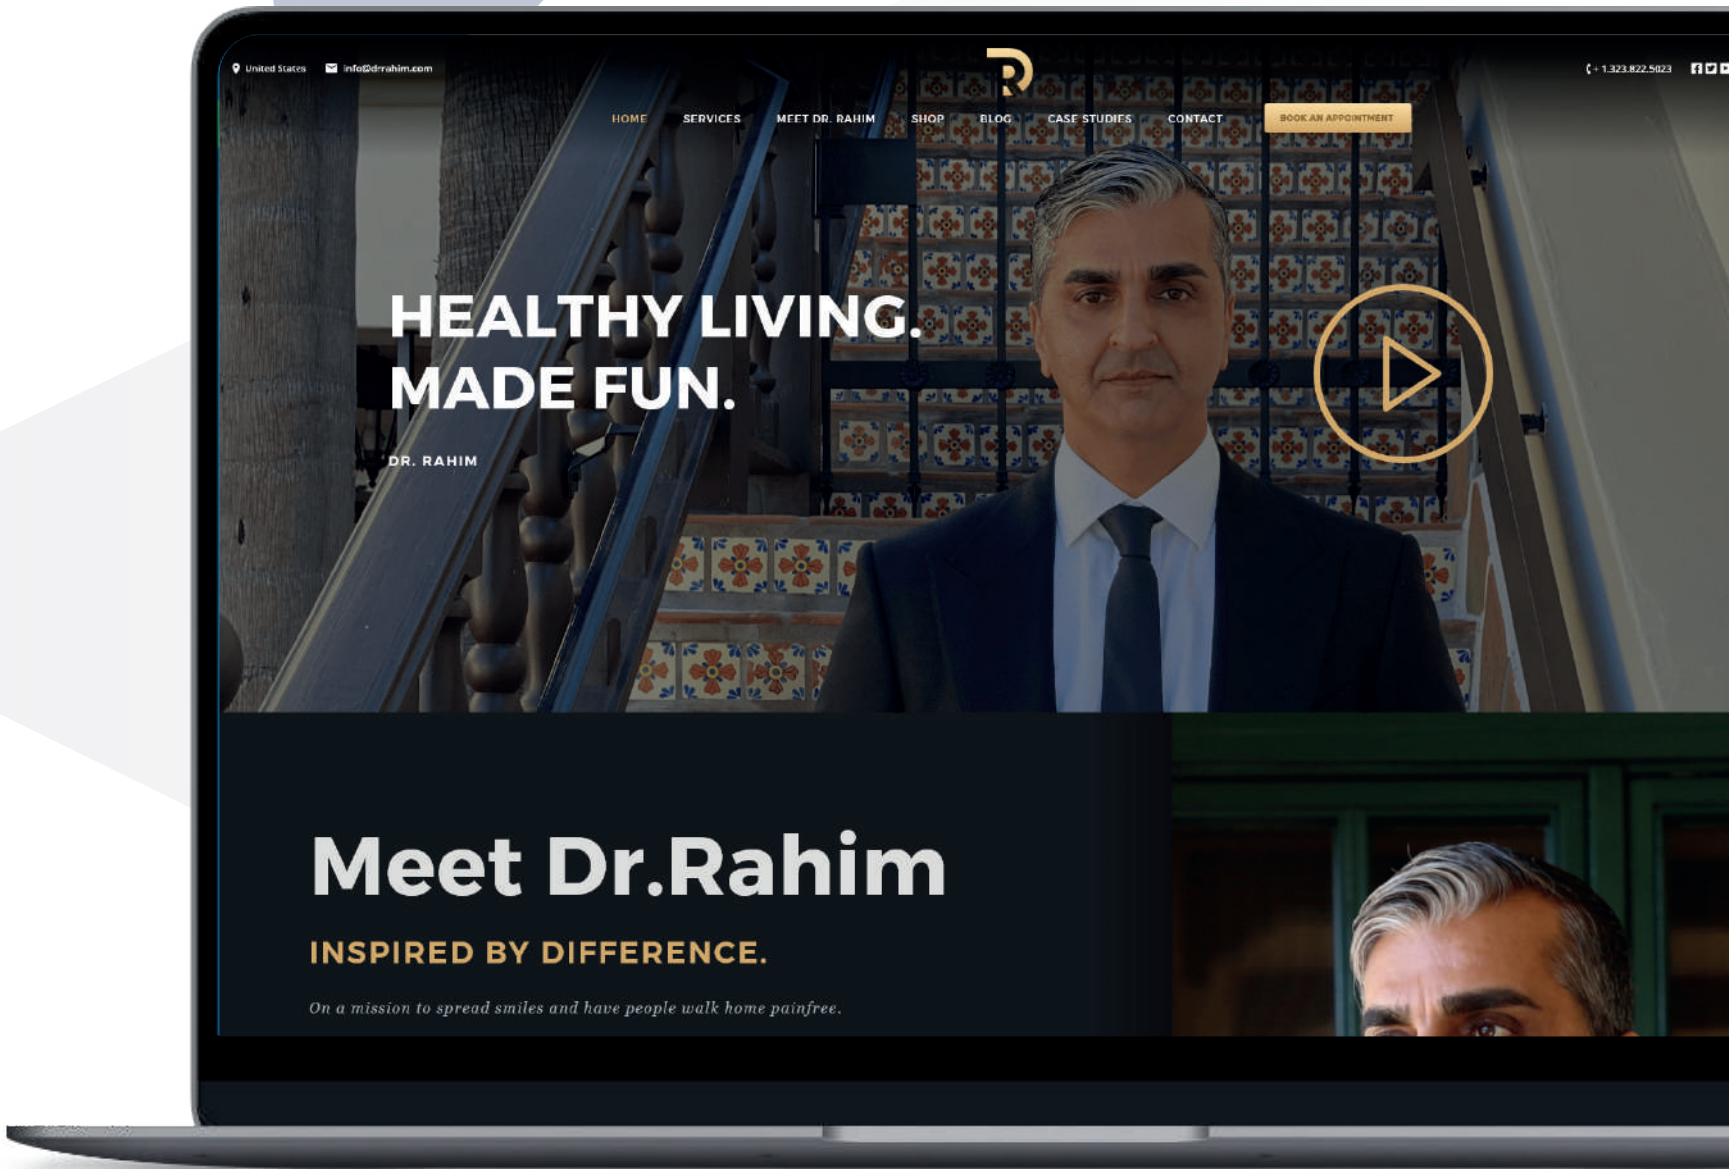 United States info@drrahim.com
+ 1.323.822.5023
HOME SERVICES MEET DR. RAHIM SHOP BLOG CASE STUDIES CONTACT BOOK AN APPOINTMENT
HEALTHY LIVING.
MADE FUN.
DR. RAHIM
Meet Dr.Rahim
INSPIRED BY DIFFERENCE.
On a mission to spread smiles and have people walk home painfree.